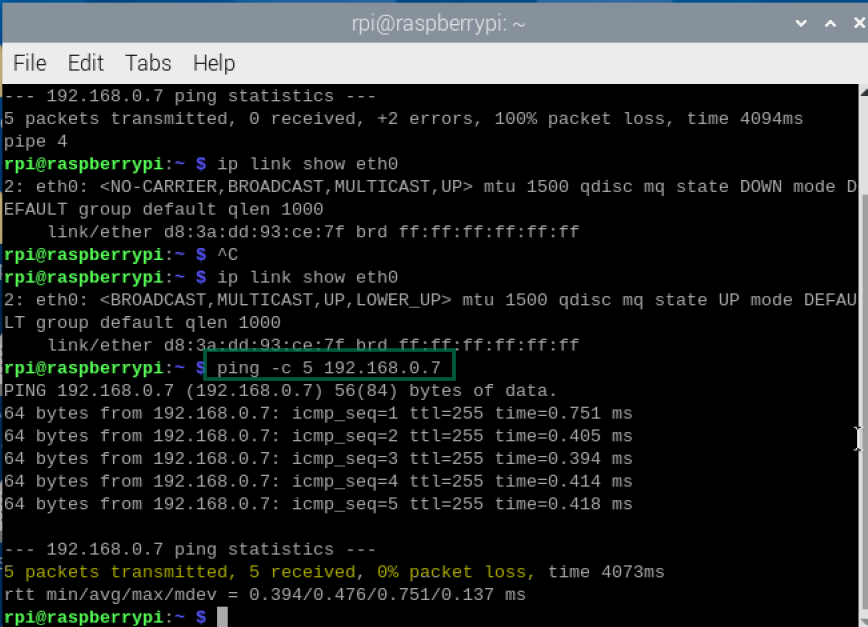 rpi@raspberrypi: ~
File Edit Tabs Help
--- 192.168.0.7 ping statistics ---
5 packets transmitted, 0 received, +2 errors, 100% packet loss, time 4094ms
pipe 4
rpi@raspberrypi:~ $ ip link show eth0
2: eth0: <NO-CARRIER,BROADCAST,MULTICAST,UP> mtu 1500 qdisc mq state DOWN mode D
EFAULT group default qlen 1000
    link/ether d8:3a:dd:93:ce:7f brd ff:ff:ff:ff:ff:ff
rpi@raspberrypi:~ $ ^C
rpi@raspberrypi:~ $ ip link show eth0
2: eth0: <BROADCAST,MULTICAST,UP,LOWER_UP> mtu 1500 qdisc mq state UP mode DEFAU
LT group default qlen 1000
    link/ether d8:3a:dd:93:ce:7f brd ff:ff:ff:ff:ff:ff
rpi@raspberrypi:~ $ ping -c 5 192.168.0.7
PING 192.168.0.7 (192.168.0.7) 56(84) bytes of data.
64 bytes from 192.168.0.7: icmp_seq=1 ttl=255 time=0.751 ms
64 bytes from 192.168.0.7: icmp_seq=2 ttl=255 time=0.405 ms
64 bytes from 192.168.0.7: icmp_seq=3 ttl=255 time=0.394 ms
64 bytes from 192.168.0.7: icmp_seq=4 ttl=255 time=0.414 ms
64 bytes from 192.168.0.7: icmp_seq=5 ttl=255 time=0.418 ms
--- 192.168.0.7 ping statistics ---
5 packets transmitted, 5 received, 0% packet loss, time 4073ms
rtt min/avg/max/mdev = 0.394/0.476/0.751/0.137 ms
rpi@raspberrypi:~ $